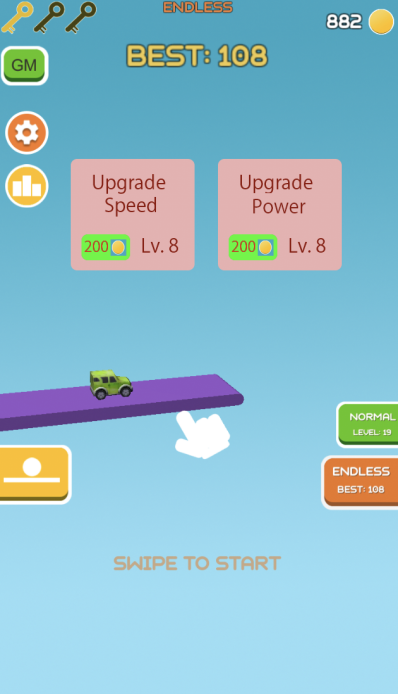 ENDLESS
882
GM
BEST: 108
Upgrade
Speed
200 Lv. 8
Upgrade
Power
200 Lv. 8
NORMAL
LEVEL: 19
ENDLESS
BEST: 108
SWIPE TO START